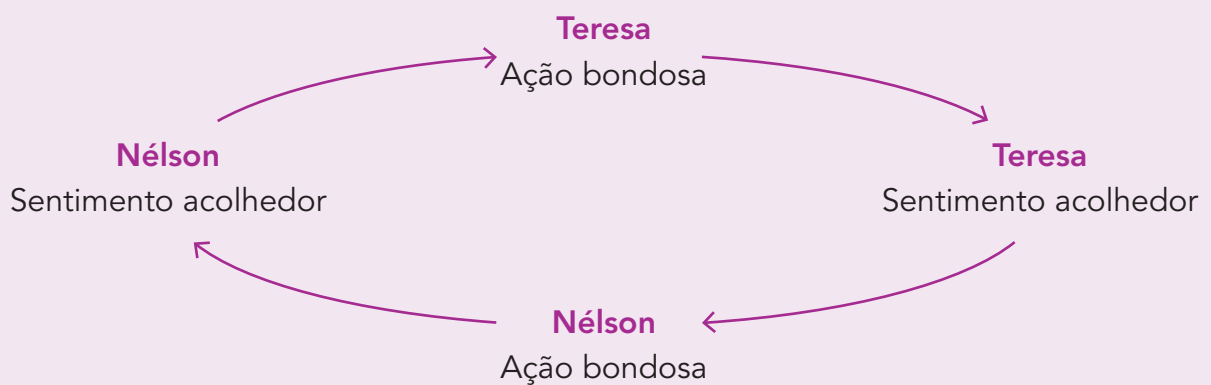 Teresa
Ação bondosa
Nélson
Sentimento acolhedor
Teresa
Sentimento acolhedor
Nélson
Ação bondosa